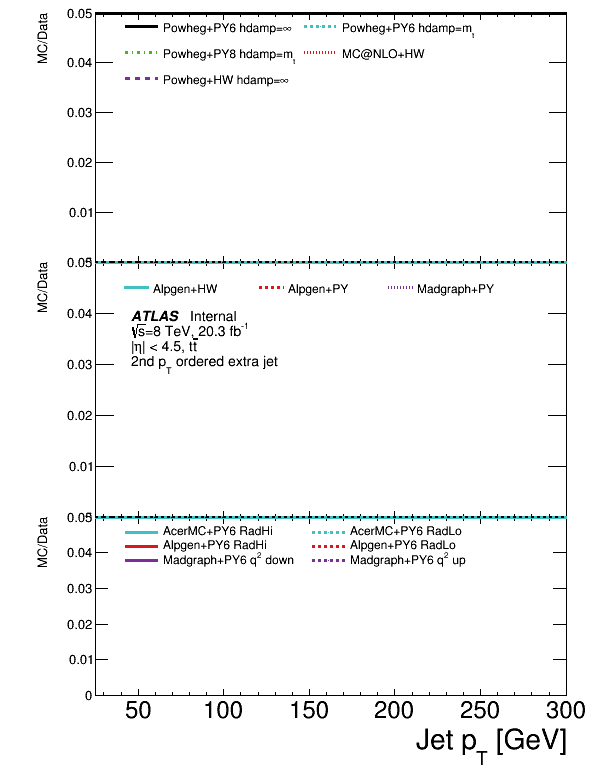 MC/Data
0.05
Powheg+PY6 hdamp=∞ Powheg+PY6 hdamp=m_t
Powheg+PY8 hdamp=m_t MC@NLO+HW
Powheg+HW hdamp=∞
0.04
0.03
0.02
0.01
MC/Data
0.05
Alpgen+HW Alpgen+PY Madgraph+PY
0.04
ATLAS Internal
√s=8 TeV, 20.3 fb⁻¹
|η| < 4.5, tt̄
2nd p_T ordered extra jet
0.03
0.02
0.01
MC/Data
0.05
AcerMC+PY6 RadHi AcerMC+PY6 RadLo
Alpgen+PY6 RadHi Alpgen+PY6 RadLo
Madgraph+PY6 q² down Madgraph+PY6 q² up
0.04
0.03
0.02
0.01
0
50 100 150 200 250 300
Jet p_T [GeV]